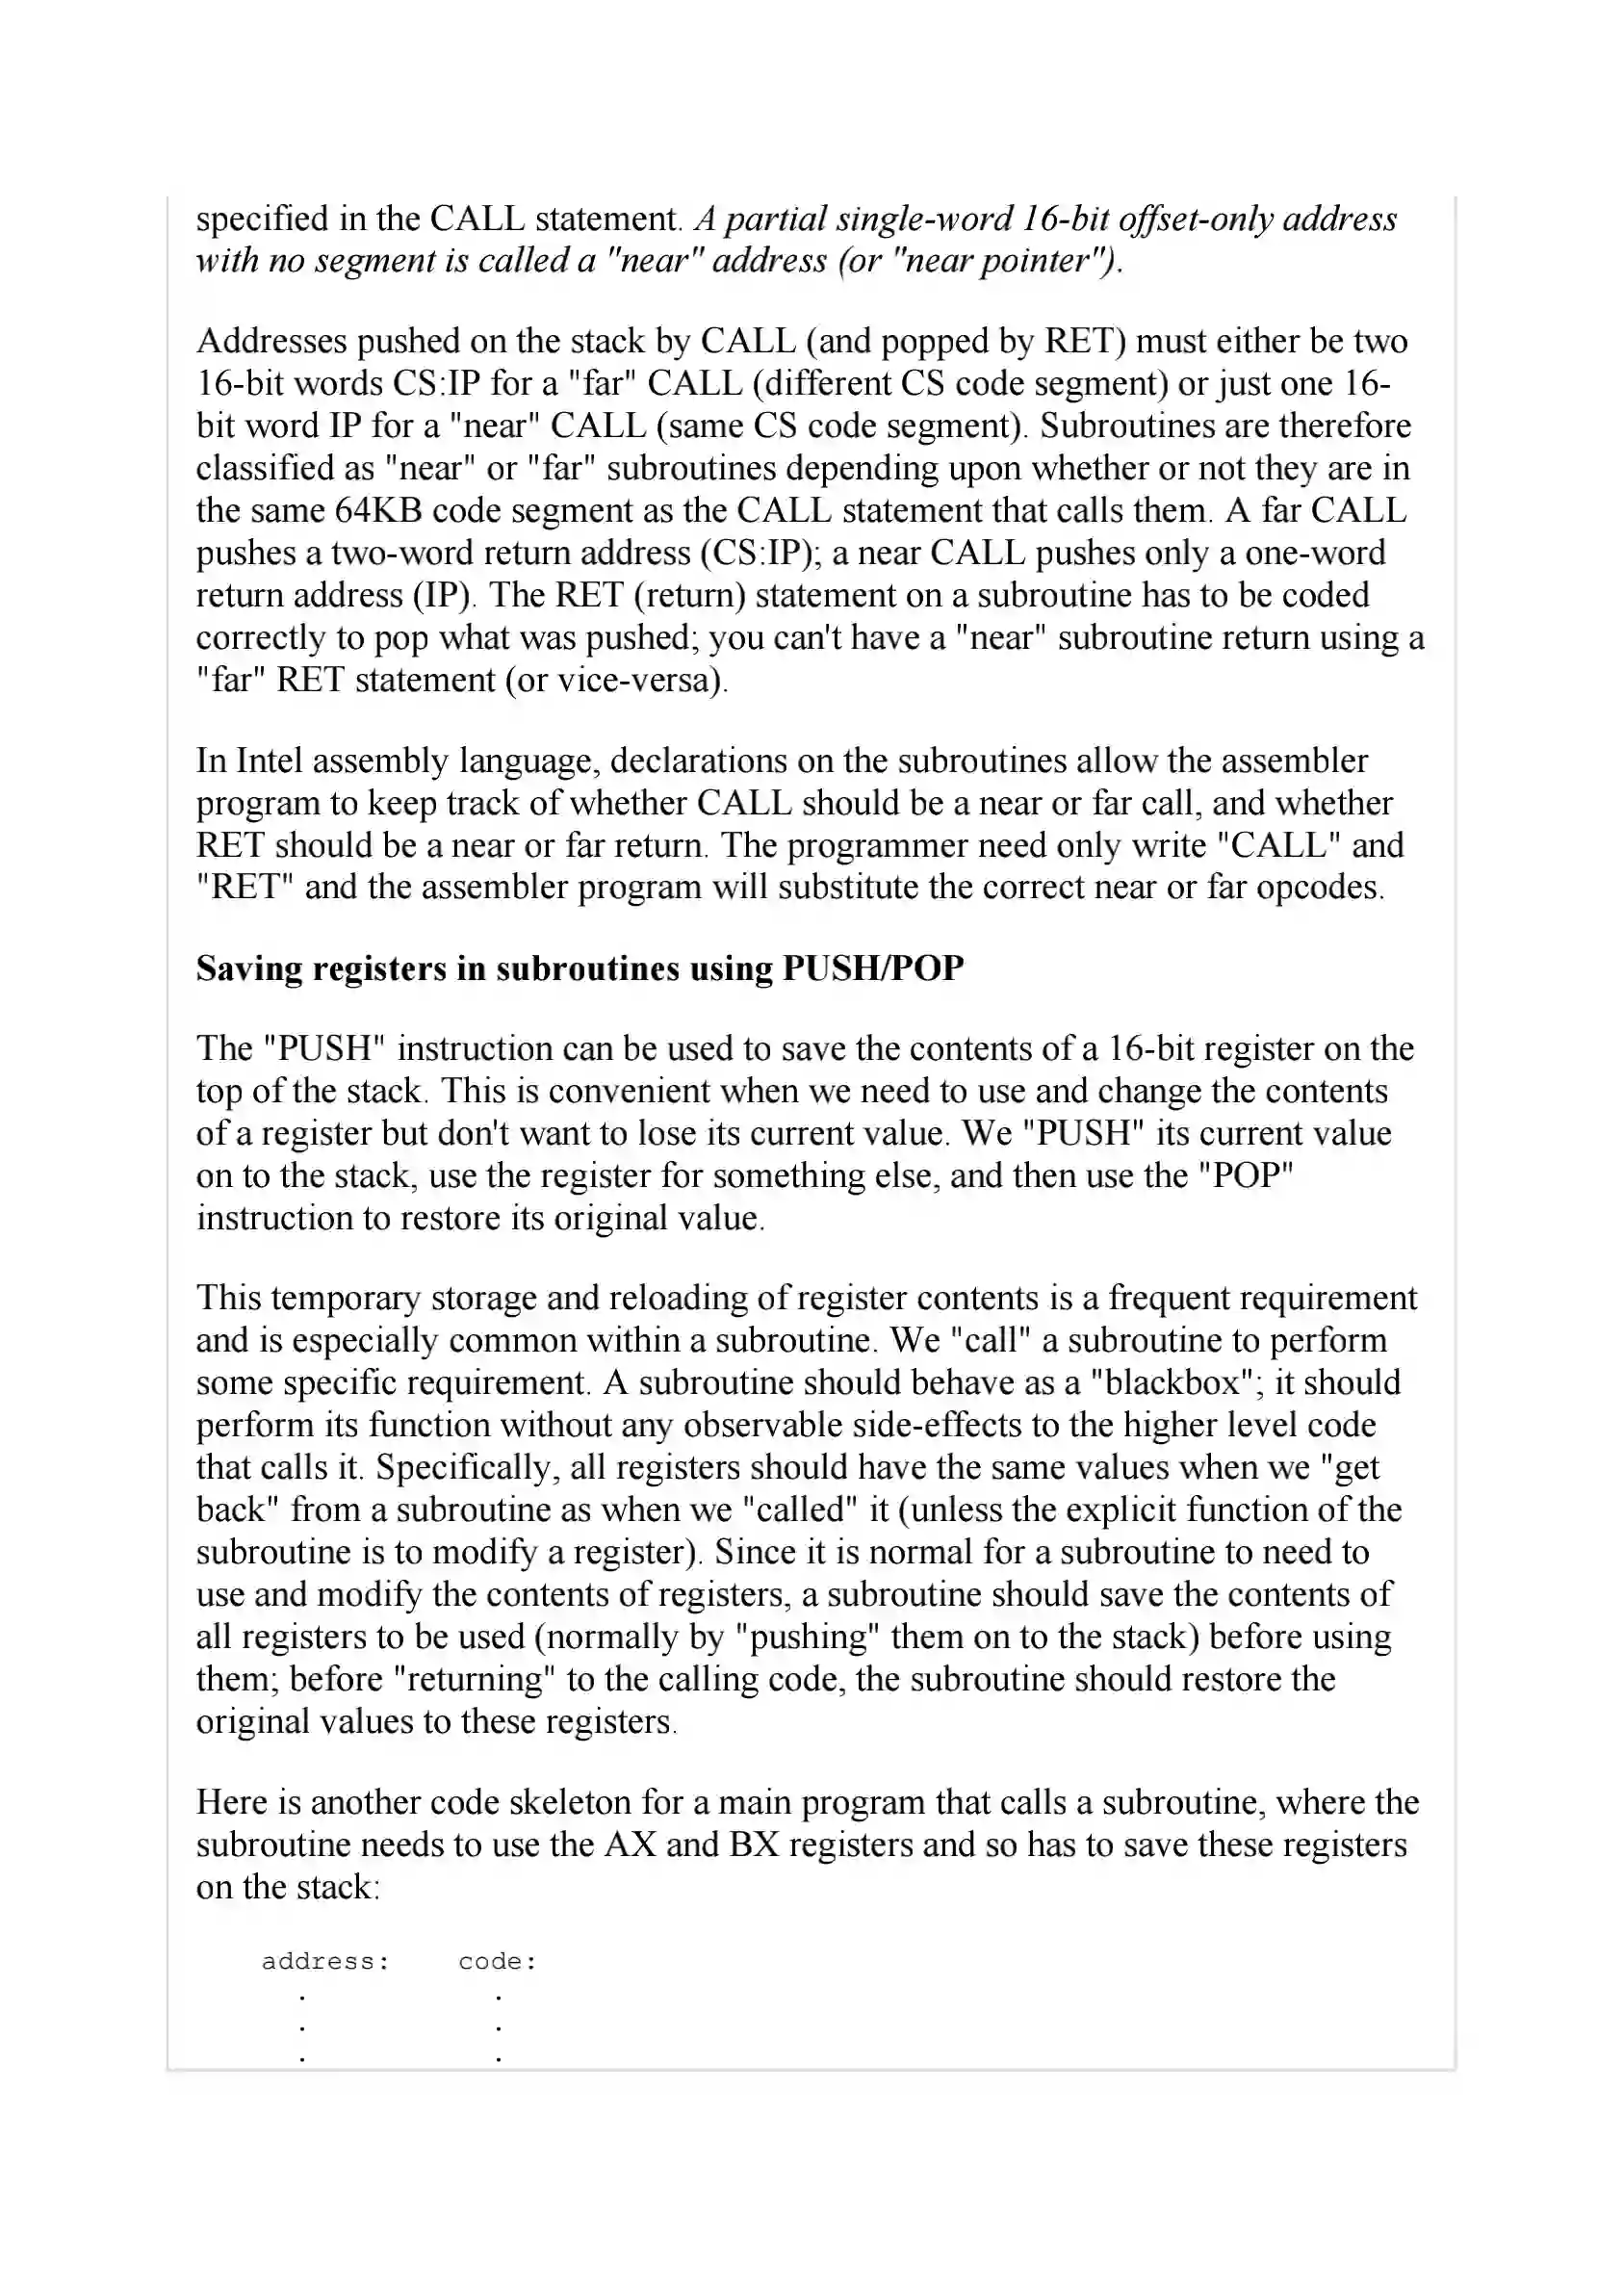 specified in the CALL statement. A partial single-word 16-bit offset-only address
with no segment is called a "near" address (or "near pointer").
Addresses pushed on the stack by CALL (and popped by RET) must either be two
16-bit words CS:IP for a "far" CALL (different CS code segment) or just one 16-
bit word IP for a "near" CALL (same CS code segment). Subroutines are therefore
classified as "near" or "far" subroutines depending upon whether or not they are in
the same 64KB code segment as the CALL statement that calls them. A far CALL
pushes a two-word return address (CS:IP); a near CALL pushes only a one-word
return address (IP). The RET (return) statement on a subroutine has to be coded
correctly to pop what was pushed; you can't have a "near" subroutine return using a
"far" RET statement (or vice-versa).
In Intel assembly language, declarations on the subroutines allow the assembler
program to keep track of whether CALL should be a near or far call, and whether
RET should be a near or far return. The programmer need only write "CALL" and
"RET" and the assembler program will substitute the correct near or far opcodes.
Saving registers in subroutines using PUSH/POP
The "PUSH" instruction can be used to save the contents of a 16-bit register on the
top of the stack. This is convenient when we need to use and change the contents
of a register but don't want to lose its current value. We "PUSH" its current value
on to the stack, use the register for something else, and then use the "POP"
instruction to restore its original value.
This temporary storage and reloading of register contents is a frequent requirement
and is especially common within a subroutine. We "call" a subroutine to perform
some specific requirement. A subroutine should behave as a "blackbox"; it should
perform its function without any observable side-effects to the higher level code
that calls it. Specifically, all registers should have the same values when we "get
back" from a subroutine as when we "called" it (unless the explicit function of the
subroutine is to modify a register). Since it is normal for a subroutine to need to
use and modify the contents of registers, a subroutine should save the contents of
all registers to be used (normally by "pushing" them on to the stack) before using
them; before "returning" to the calling code, the subroutine should restore the
original values to these registers.
Here is another code skeleton for a main program that calls a subroutine, where the
subroutine needs to use the AX and BX registers and so has to save these registers
on the stack:
address: code:
. .
. .
. .